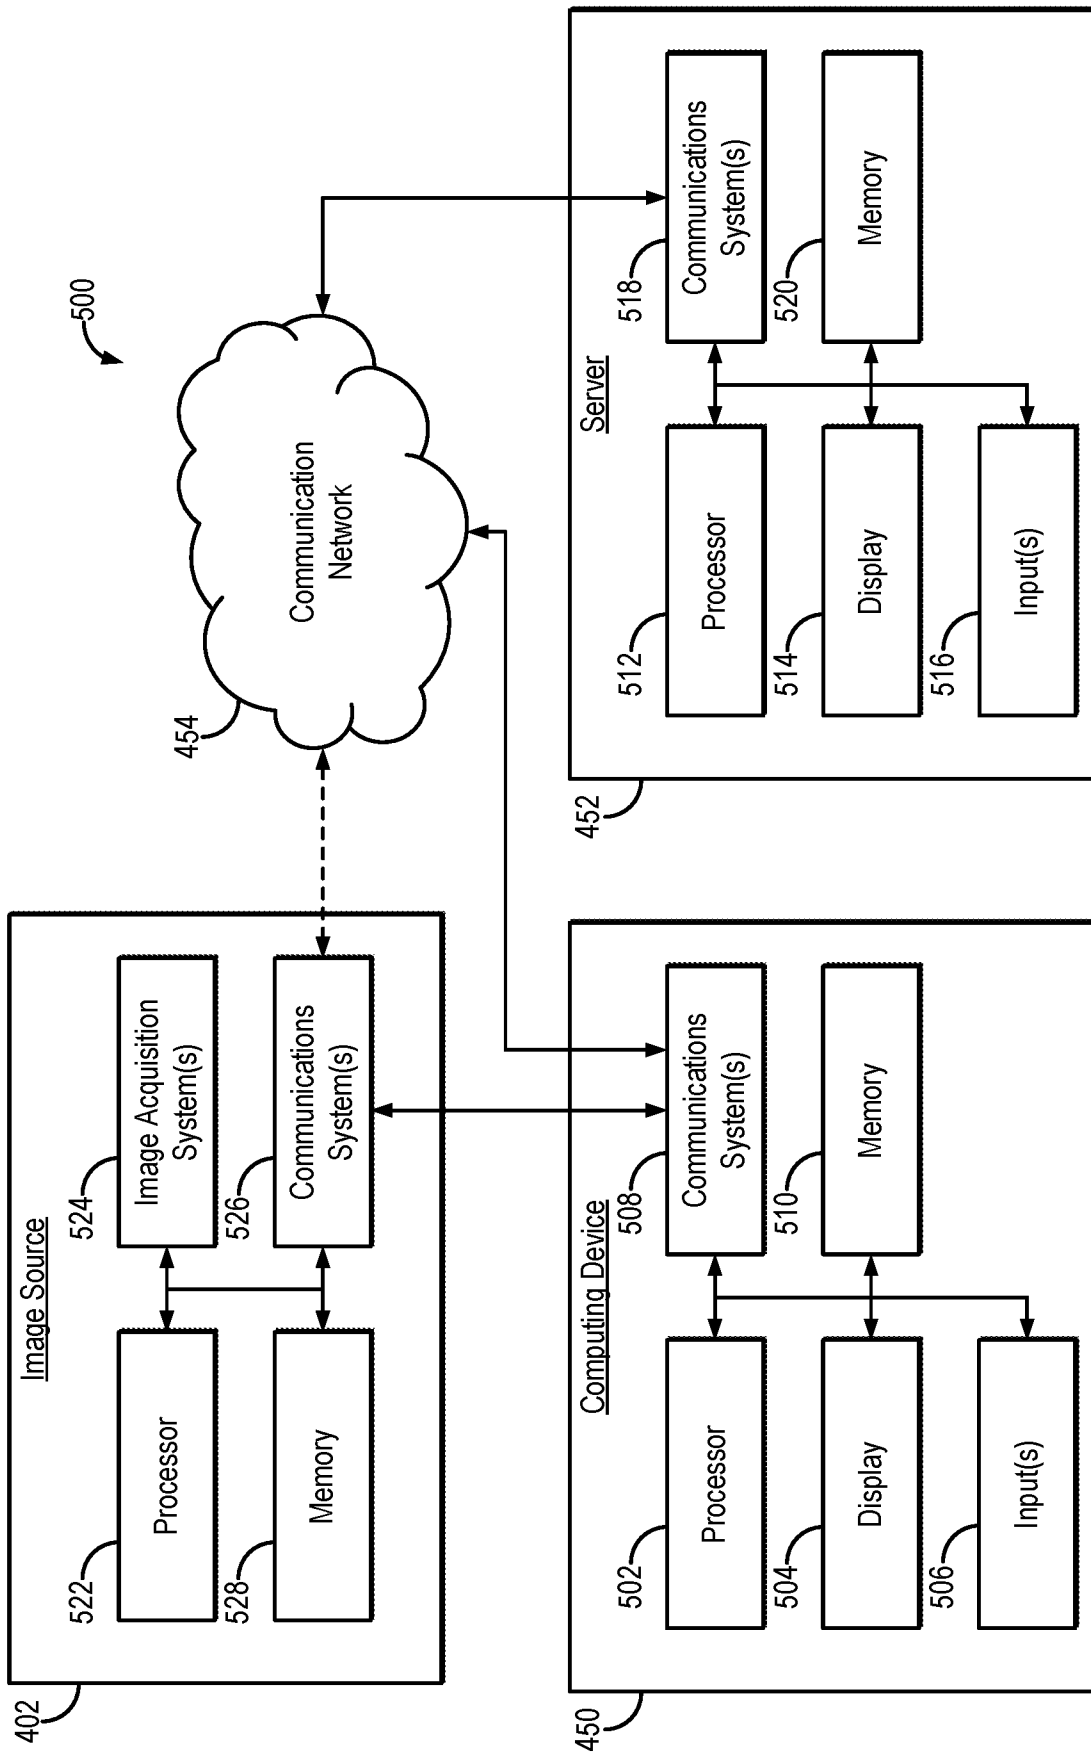 500
402
Image Source
522
Processor
524
Image Acquisition
System(s)
528
Memory
526
Communications
System(s)
454
Communication
Network
450
Computing Device
502
Processor
508
Communications
System(s)
504
Display
510
Memory
506
Input(s)
452
Server
512
Processor
518
Communications
System(s)
514
Display
520
Memory
516
Input(s)